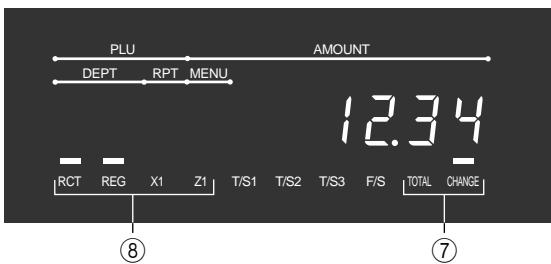 PLU AMOUNT
DEPT RPT MENU
12.34
RCT REG X1 Z1 T/S1 T/S2 T/S3 F/S TOTAL CHANGE
⑧ ⑦